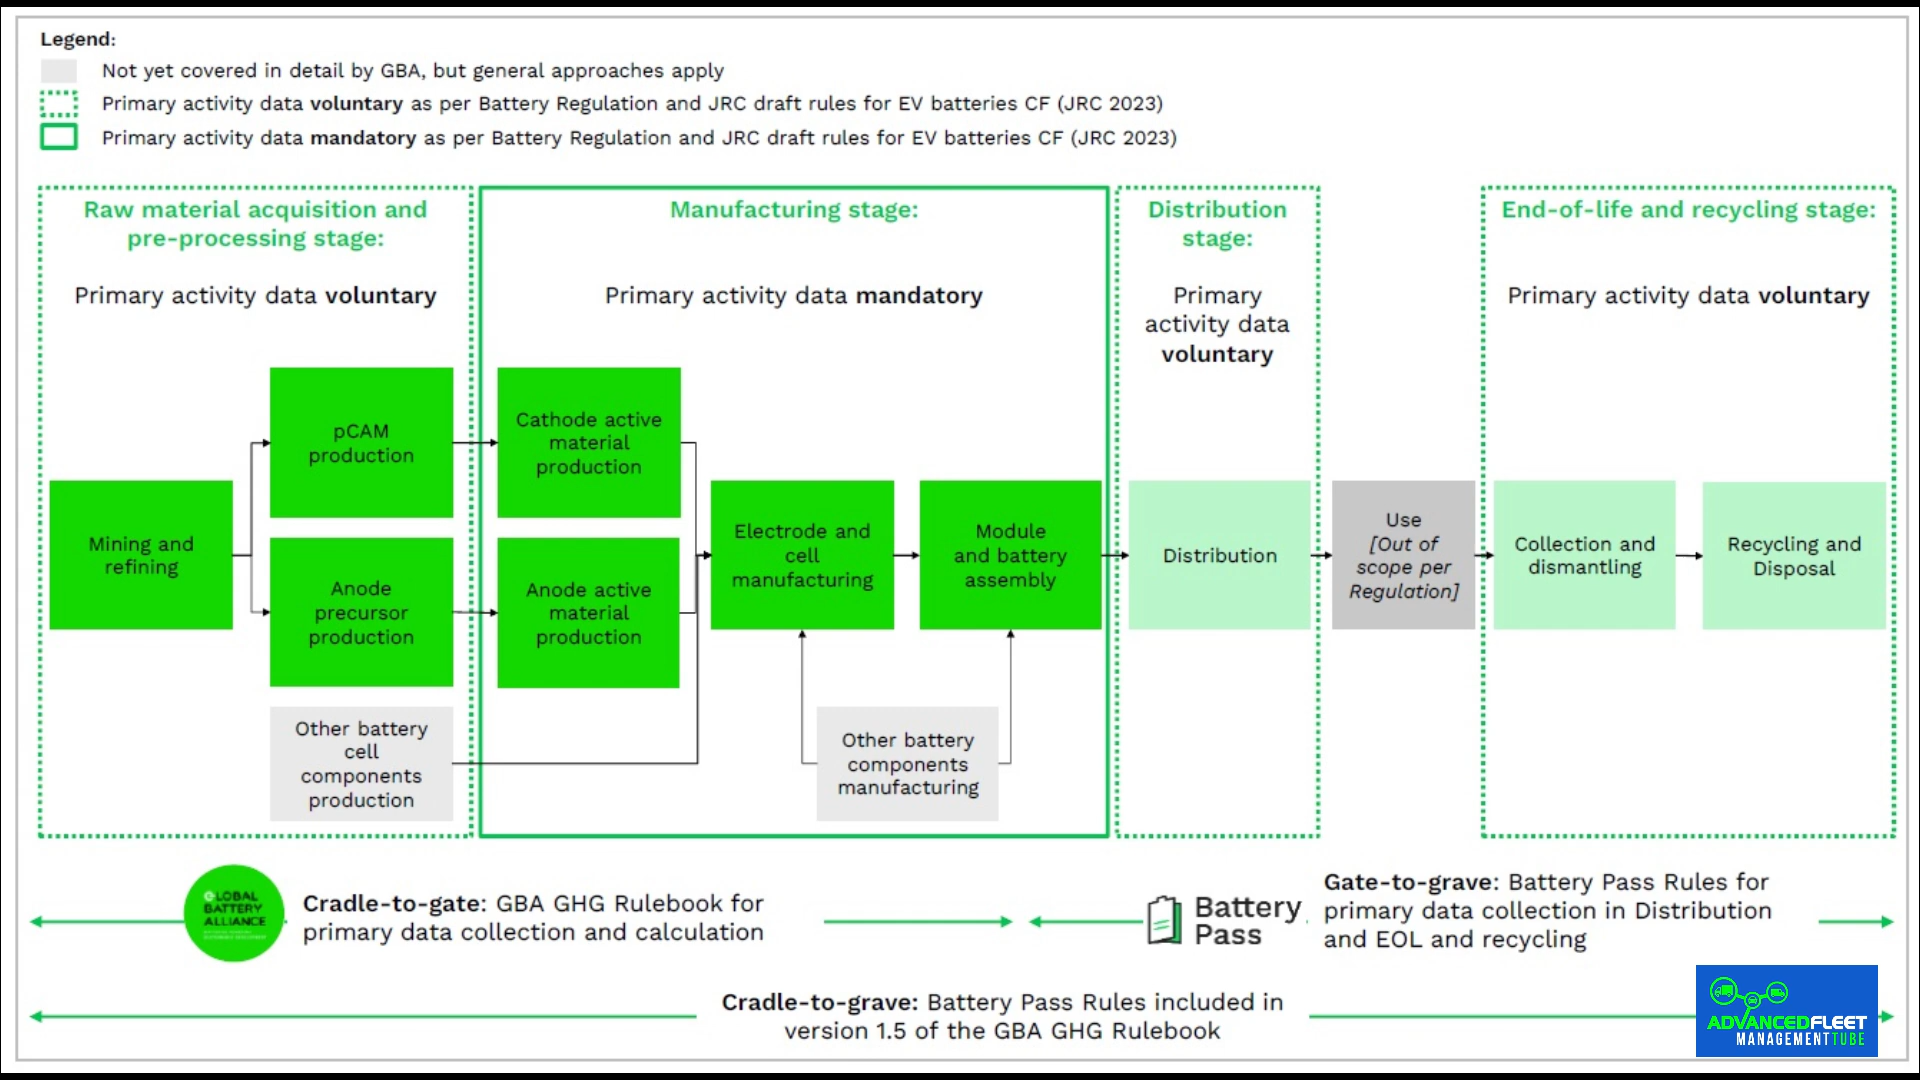 Legend:
Not yet covered in detail by GBA, but general approaches apply
Primary activity data voluntary as per Battery Regulation and JRC draft rules for EV batteries CF (JRC 2023)
Primary activity data mandatory as per Battery Regulation and JRC draft rules for EV batteries CF (JRC 2023)
Raw material acquisition and
pre-processing stage:
Primary activity data voluntary
Manufacturing stage:
Primary activity data mandatory
Distribution
stage:
Primary
activity data
voluntary
End-of-life and recycling stage:
Primary activity data voluntary
Mining and
refining
pCAM
production
Anode
precursor
production
Other battery
cell
components
production
Cathode active
material
production
Anode active
material
production
Electrode and
cell
manufacturing
Module
and battery
assembly
Other battery
components
manufacturing
Distribution
Use
[Out of
scope per
Regulation]
Collection and
dismantling
Recycling and
Disposal
GLOBAL
BATTERY
ALLIANCE
Cradle-to-gate: GBA GHG Rulebook for
primary data collection and calculation
Battery
Pass
Gate-to-grave: Battery Pass Rules for
primary data collection in Distribution
and EOL and recycling
Cradle-to-grave: Battery Pass Rules included in
version 1.5 of the GBA GHG Rulebook
ADVANCEDFLEET
MANAGEMENTTUBE